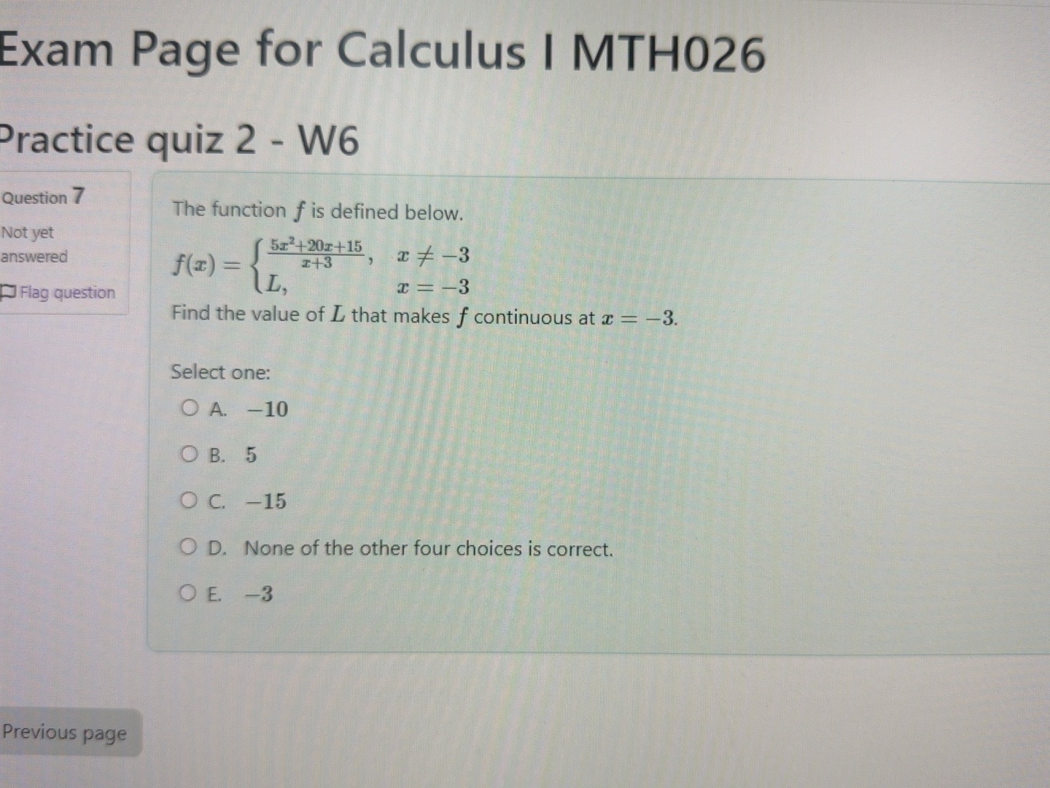 Exam Page for Calculus I MTH026
Practice quiz 2 - W6
Question 7
Not yet
answered
Flag question
The function f is defined below.
f(x) = { (5x²+20x+15)/(x+3), x ≠ −3
L, x = −3
Find the value of L that makes f continuous at x = −3.
Select one:
A. −10
B. 5
C. −15
D. None of the other four choices is correct.
E. −3
Previous page